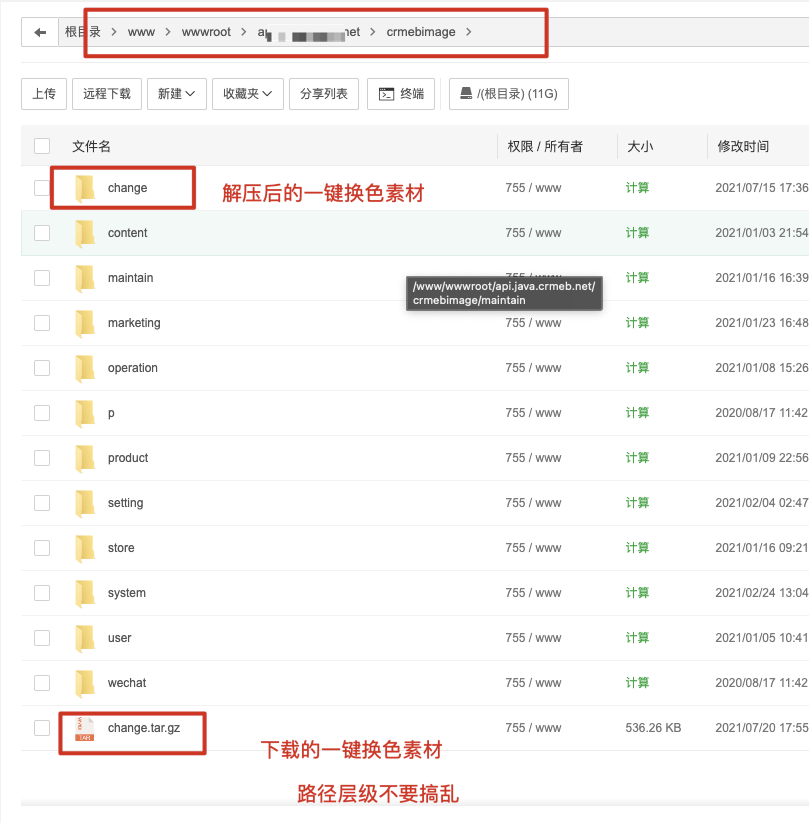 根目录 > www > wwwroot > > crmebimage >
上传 远程下载 新建 收藏夹 分享列表 终端 /(根目录) (11G)
文件名 权限 / 所有者 大小 修改时间
change 755 / www 计算 2021/07/15 17:36
解压后的一键换色素材
content 755 / www 计算 2021/01/03 21:54
maintain 计算 2021/01/16 16:39
/www/wwwroot/api.java.crmeb.net/
crmebimage/maintain
marketing 755 / www 计算 2021/01/23 16:48
operation 755 / www 计算 2021/01/08 15:26
p 755 / www 计算 2020/08/17 11:42
product 755 / www 计算 2021/01/09 22:56
setting 755 / www 计算 2021/02/04 02:47
store 755 / www 计算 2021/01/16 09:21
system 755 / www 计算 2021/02/24 13:04
user 755 / www 计算 2021/01/05 10:41
wechat 755 / www 计算 2020/08/17 11:42
TAR change.tar.gz 755 / www 536.26 KB 2021/07/20 17:55
下载的一键换色素材
路径层级不要搞乱